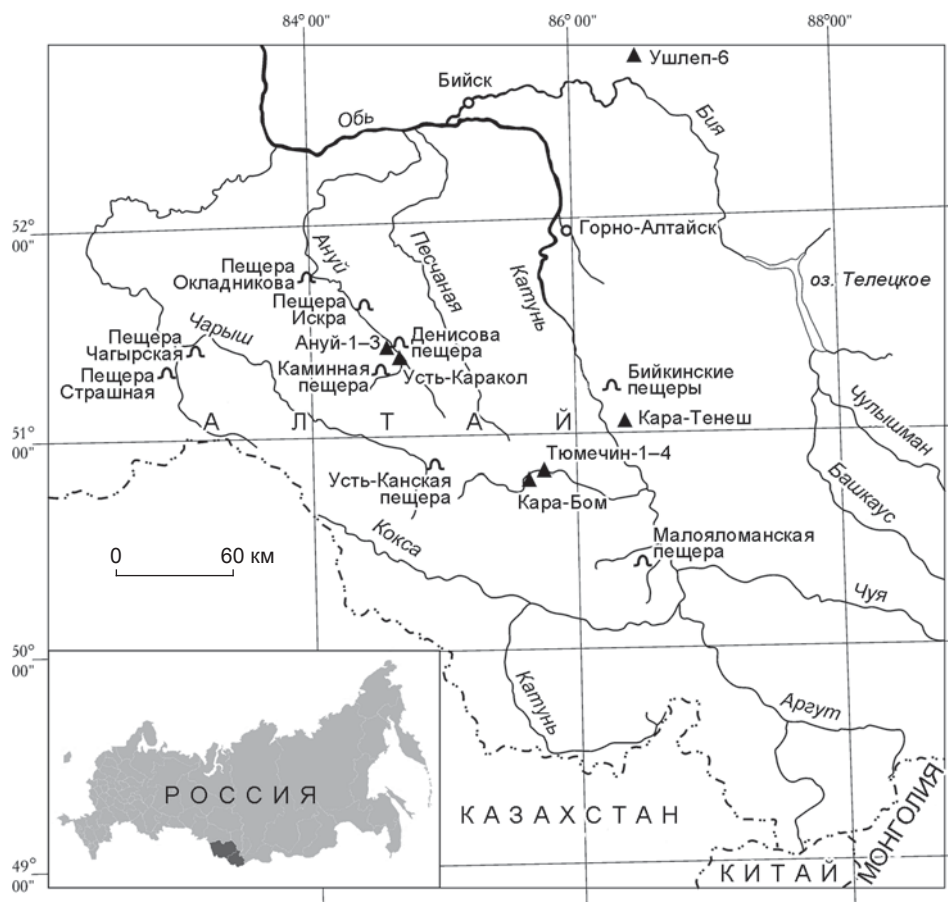 84° 00"
86° 00"
88° 00"
Ушлеп-6
Бийск
Обь
Бия
52°
00"
Горно-Алтайск
Ануй
Песчаная
Катунь
Пещера
Окладникова
оз. Телецкое
Пещера
Искра
Чарыш
Пещера
Чагырская
Ануй-1–3
Денисова
пещера
Каминная
пещера
Усть-Каракол
Пещера
Страшная
Бийкинские
пещеры
Кара-Тенеш
Чулышман
АЛТАЙ
51°
00"
Тюмечин-1–4
Башкаус
Усть-Канская
пещера
Кара-Бом
Кокса
Малояломанская
пещера
0 60 км
Чуя
50°
00"
Катунь
Аргут
РОССИЯ
КАЗАХСТАН
МОНГОЛИЯ
КИТАЙ
49°
00"